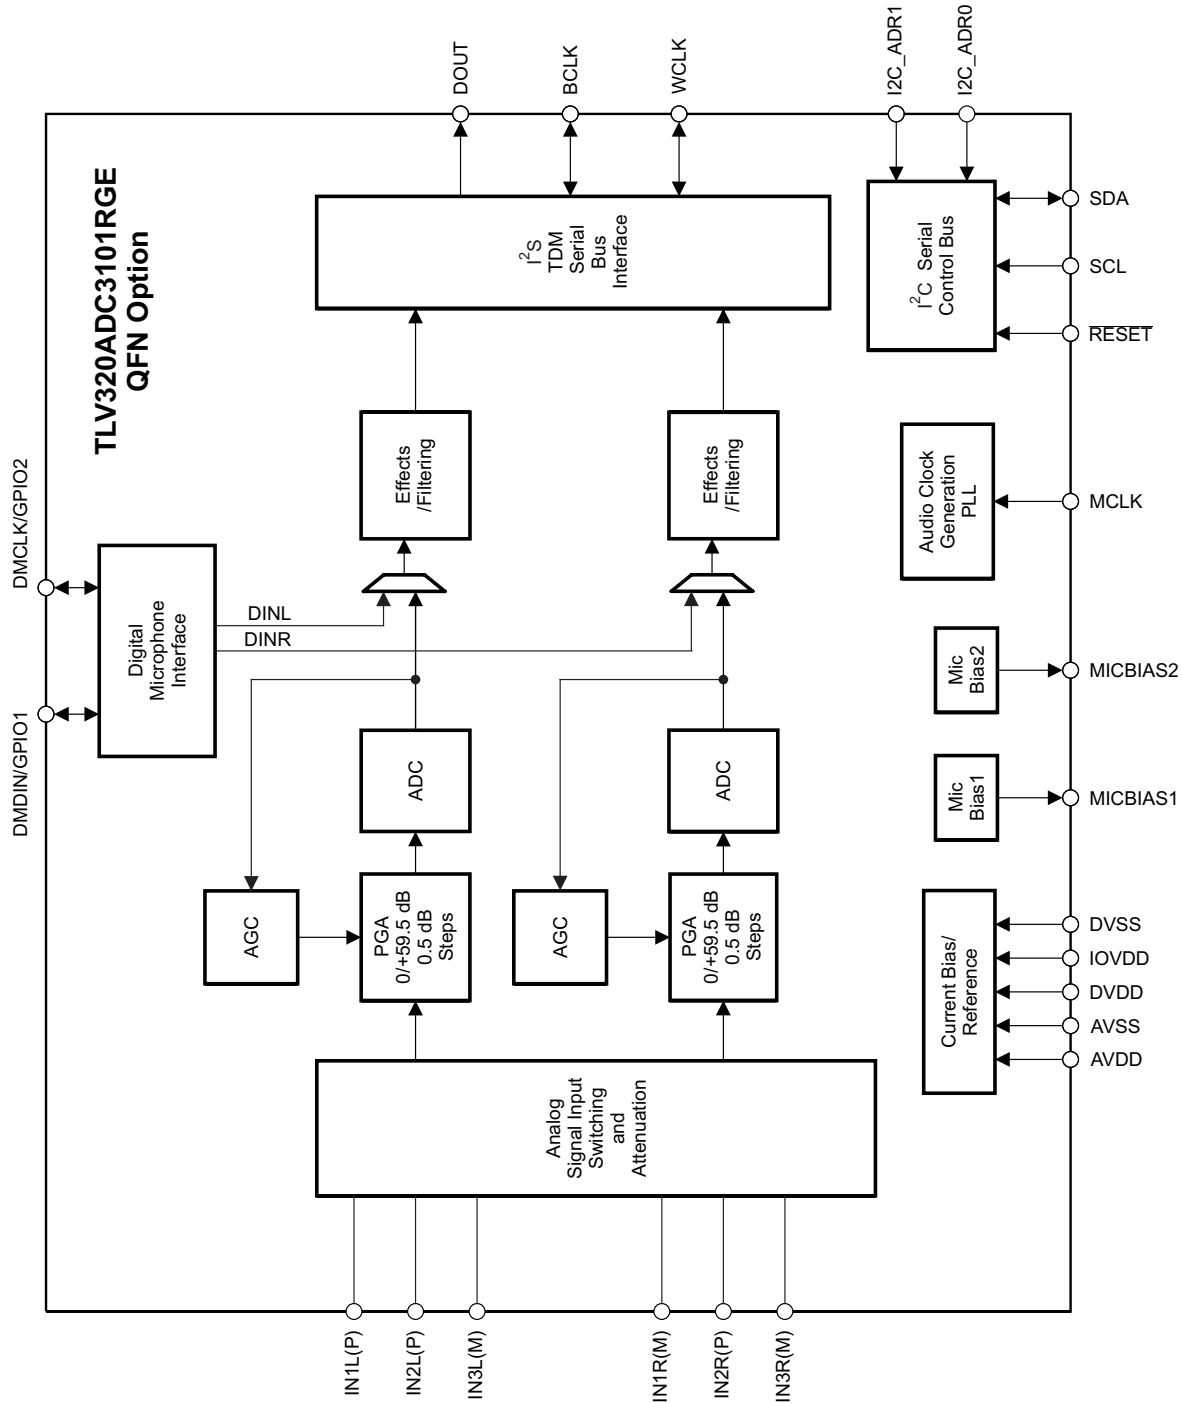 TLV320ADC3101RGE
QFN Option
DMDIN/GPIO1
DMCLK/GPIO2
Digital
Microphone
Interface
DINL
DINR
AGC
PGA
0/+59.5 dB
0.5 dB
Steps
ADC
Effects
/Filtering
AGC
PGA
0/+59.5 dB
0.5 dB
Steps
ADC
Effects
/Filtering
IN1L(P)
IN2L(P)
IN3L(M)
IN1R(M)
IN2R(P)
IN3R(M)
Analog
Signal Input
Switching
and
Attenuation
I²S
TDM
Serial
Bus
Interface
DOUT
BCLK
WCLK
I2C_ADR1
I2C_ADR0
Current Bias/
Reference
Mic
Bias1
Mic
Bias2
Audio Clock
Generation
PLL
I²C Serial
Control Bus
AVDD
AVSS
DVDD
IOVDD
DVSS
MICBIAS1
MICBIAS2
MCLK
RESET
SCL
SDA